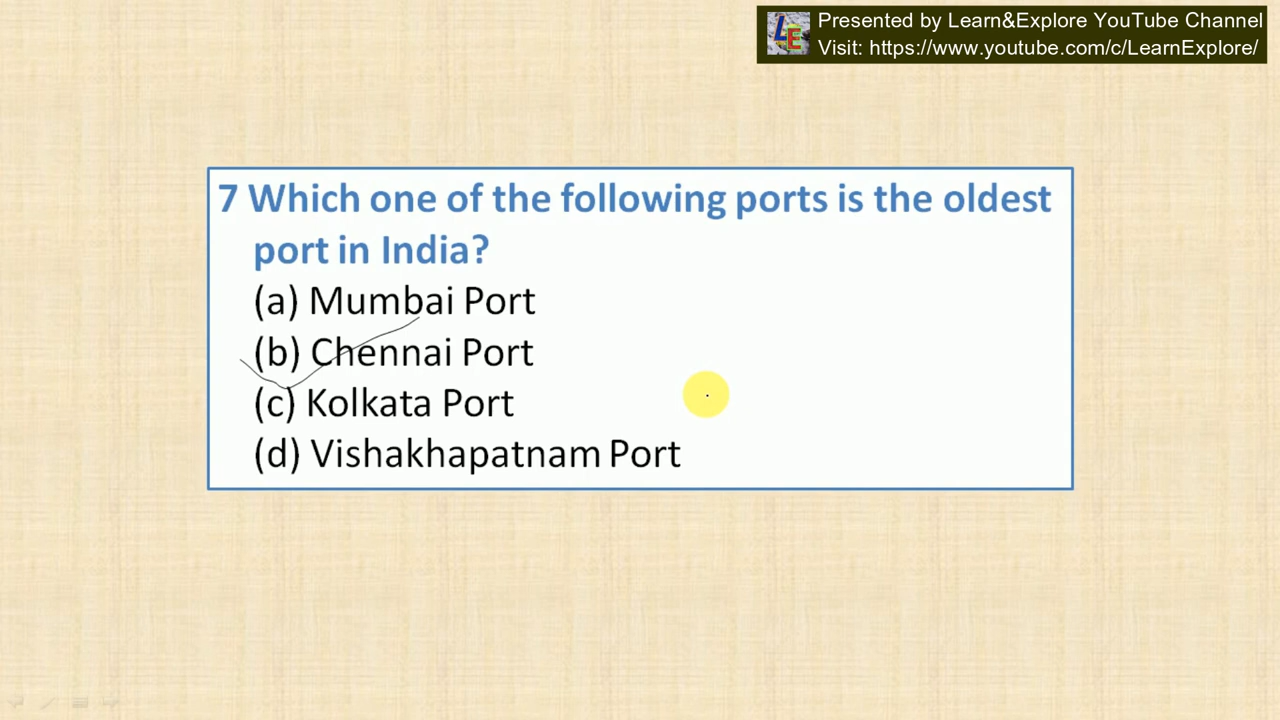 Presented by Learn&Explore YouTube Channel
Visit: https://www.youtube.com/c/LearnExplore/
LE
7 Which one of the following ports is the oldest
port in India?
(a) Mumbai Port
(b) Chennai Port
(c) Kolkata Port
(d) Vishakhapatnam Port